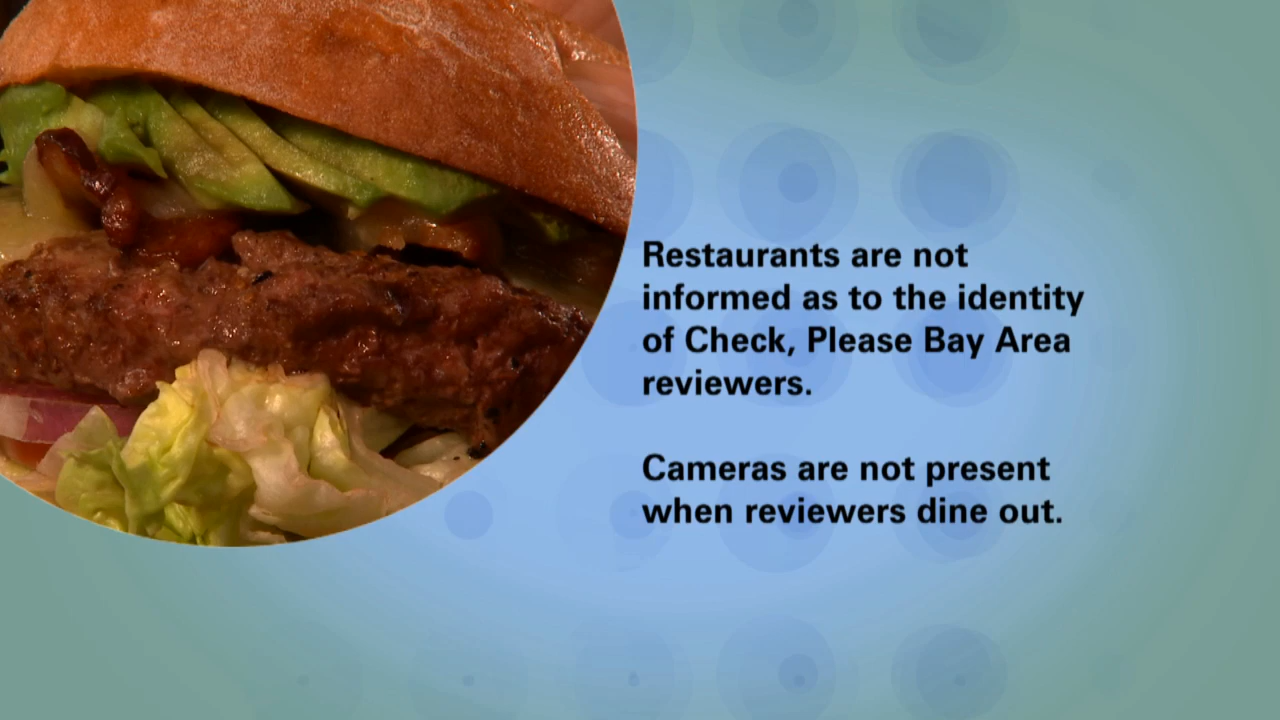 Restaurants are not
informed as to the identity
of Check, Please Bay Area
reviewers.
Cameras are not present
when reviewers dine out.